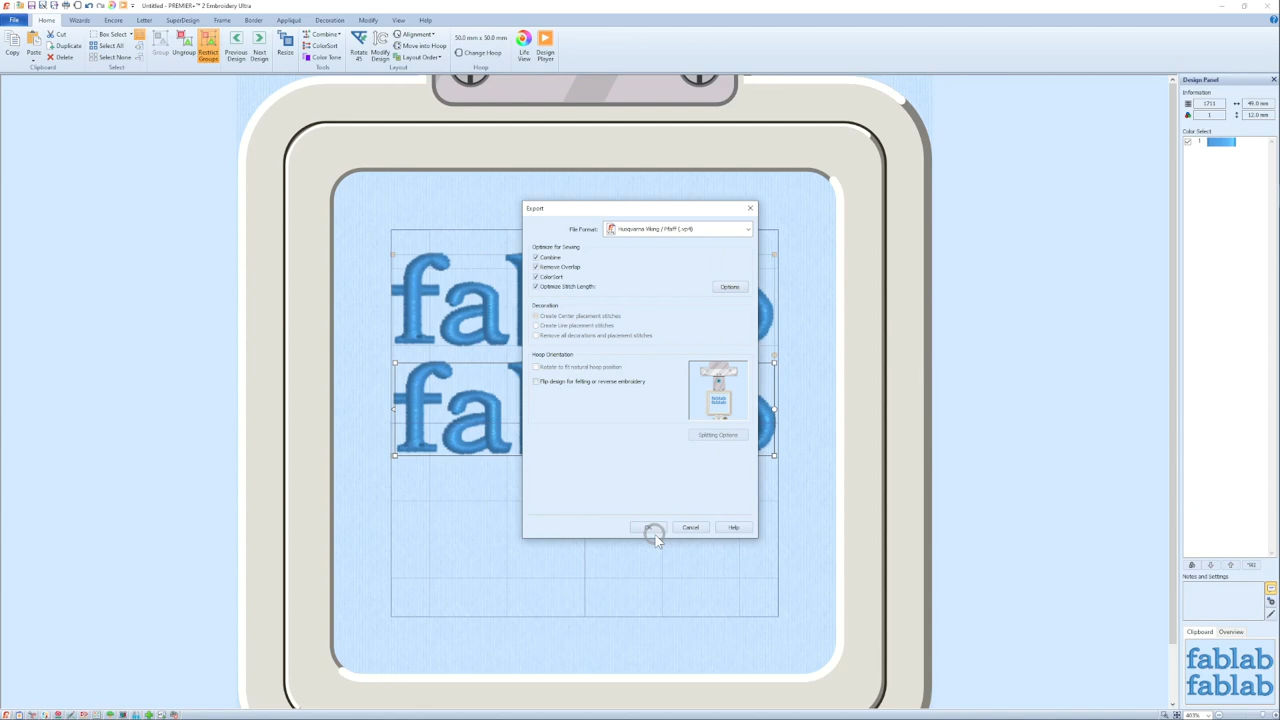 Untitled - PREMIER+™ 2 Embroidery Ultra
File Home Wizards Encore Letter SuperDesign Frame Border Appliqué Decoration Modify View Help
Copy Paste Cut Duplicate Delete Clipboard
Box Select Select All Select None Select
Group Ungroup Restrict Groups Previous Design Next Design
Resize Combine ColorSort Color Tone Tools
Rotate 45 Modify Design Alignment Move into Hoop Layout Order Layout
50.0 mm x 50.0 mm Change Hoop Hoop
Life View Design Player
Design Panel
Information
1711 49.0 mm
1 12.0 mm
Color Select
1
Export
File Format: Husqvarna Viking / Pfaff (.vp4)
Optimize for Sewing
Combine
Remove Overlap
ColorSort
Optimize Stitch Length:
Options
Decoration
Create Center placement stitches
Create Line placement stitches
Remove all decorations and placement stitches
Hoop Orientation
Rotate to fit natural hoop position
Flip design for felting or reverse embroidery
fablab
fablab
Splitting Options
Cancel Help
Notes and Settings
Clipboard Overview
fablab
fablab
403%